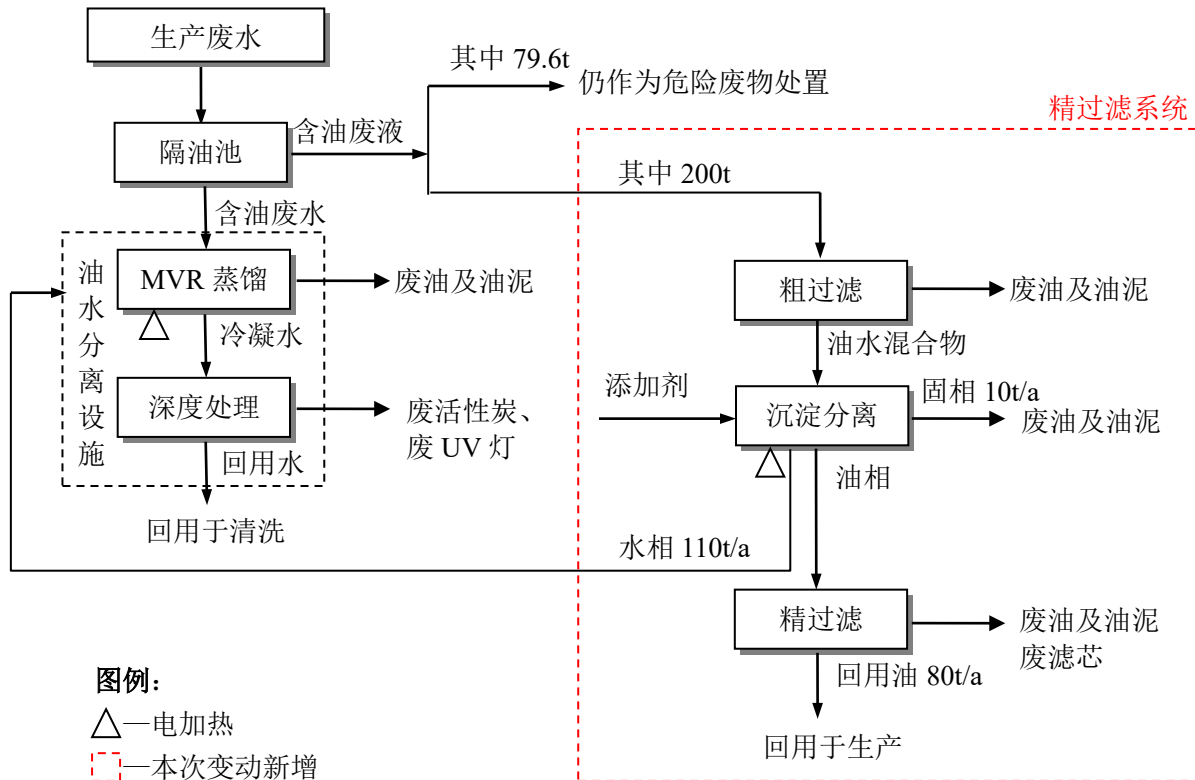 生产废水
其中 79.6t
仍作为危险废物处置
精过滤系统
隔油池
含油废液
其中 200t
含油废水
油水分离设施
MVR 蒸馏
废油及油泥
粗过滤
废油及油泥
冷凝水
油水混合物
深度处理
废活性炭、
废 UV 灯
添加剂
沉淀分离
固相 10t/a
废油及油泥
回用水
油相
回用于清洗
水相 110t/a
精过滤
废油及油泥
废滤芯
回用油 80t/a
回用于生产
图例：
—电加热
—本次变动新增